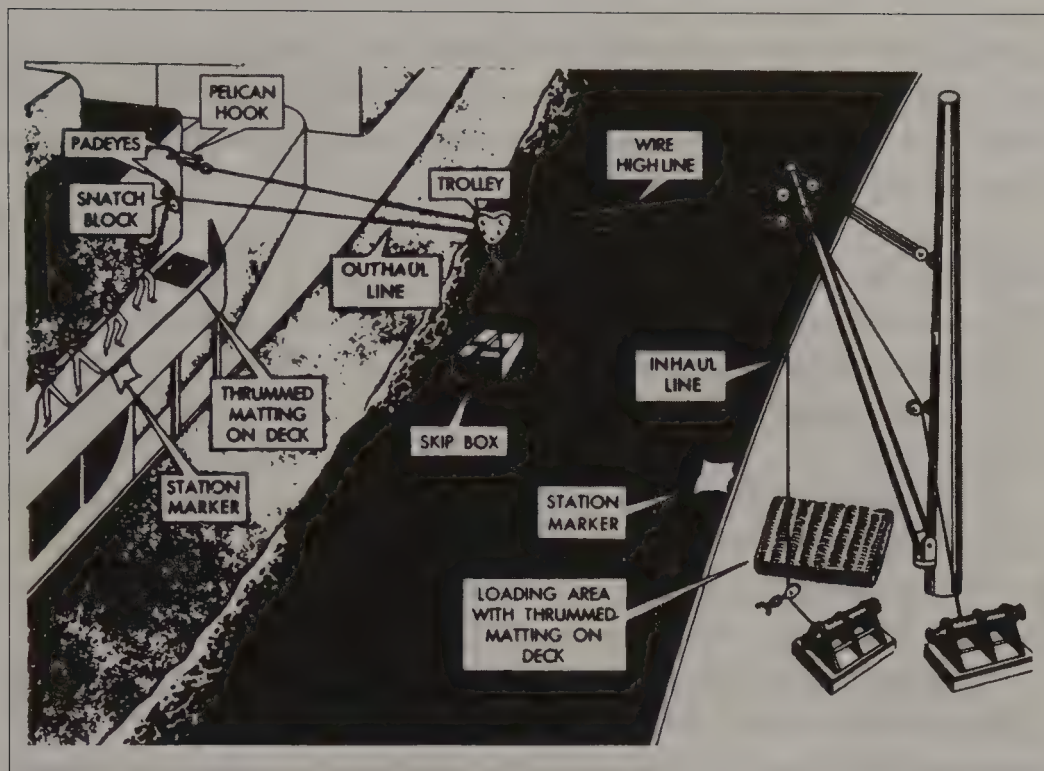 PELICAN
HOOK
PADEYES
SNATCH
BLOCK
TROLLEY
WIRE
HIGHLINE
OUTHAUL
LINE
INHAUL
LINE
THRUMMED
MATTING
ON DECK
SKIP BOX
STATION
MARKER
STATION
MARKER
LOADING AREA
WITH THRUMMED
MATTING ON
DECK